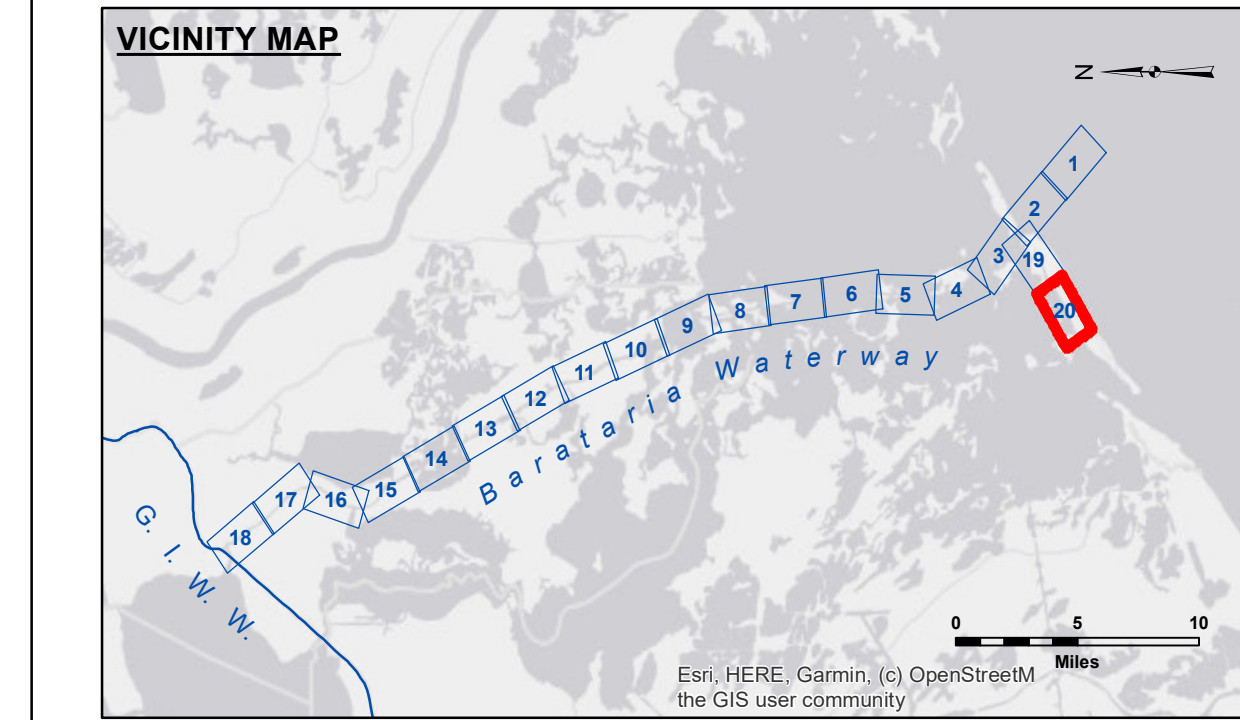 VICINITY MAP
N
1
2
3
19
4
20
5
6
7
8
9
10
11
12
13
14
15
16
17
18
Barataria Waterway
G. I. W. W.
0 5 10
Miles
Esri, HERE, Garmin, (c) OpenStreetM
the GIS user community